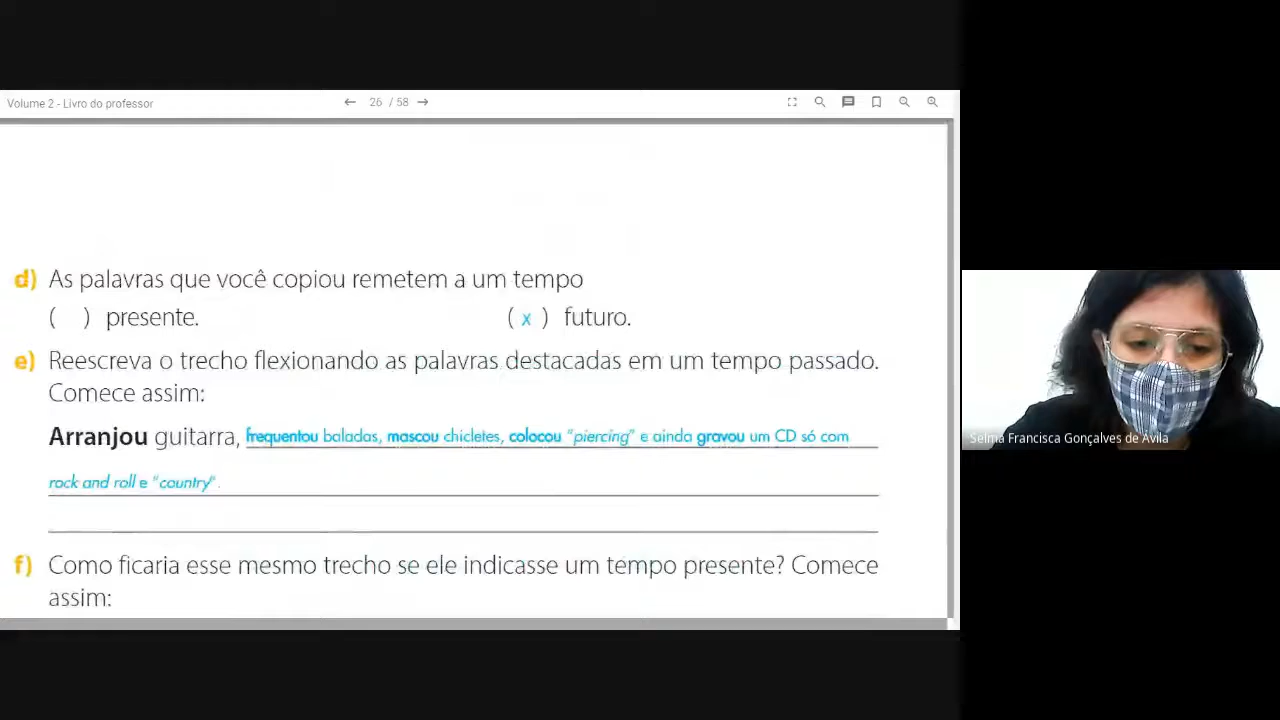 Volume 2 - Livro do professor
26 / 58
d) As palavras que você copiou remetem a um tempo
( ) presente. ( x ) futuro.
e) Reescreva o trecho flexionando as palavras destacadas em um tempo passado.
Comece assim:
Arranjou guitarra, frequentou baladas, mascou chicletes, colocou "piercing" e ainda gravou um CD só com
rock and roll e "country".
f) Como ficaria esse mesmo trecho se ele indicasse um tempo presente? Comece
assim:
Selma Francisca Gonçalves de Avila